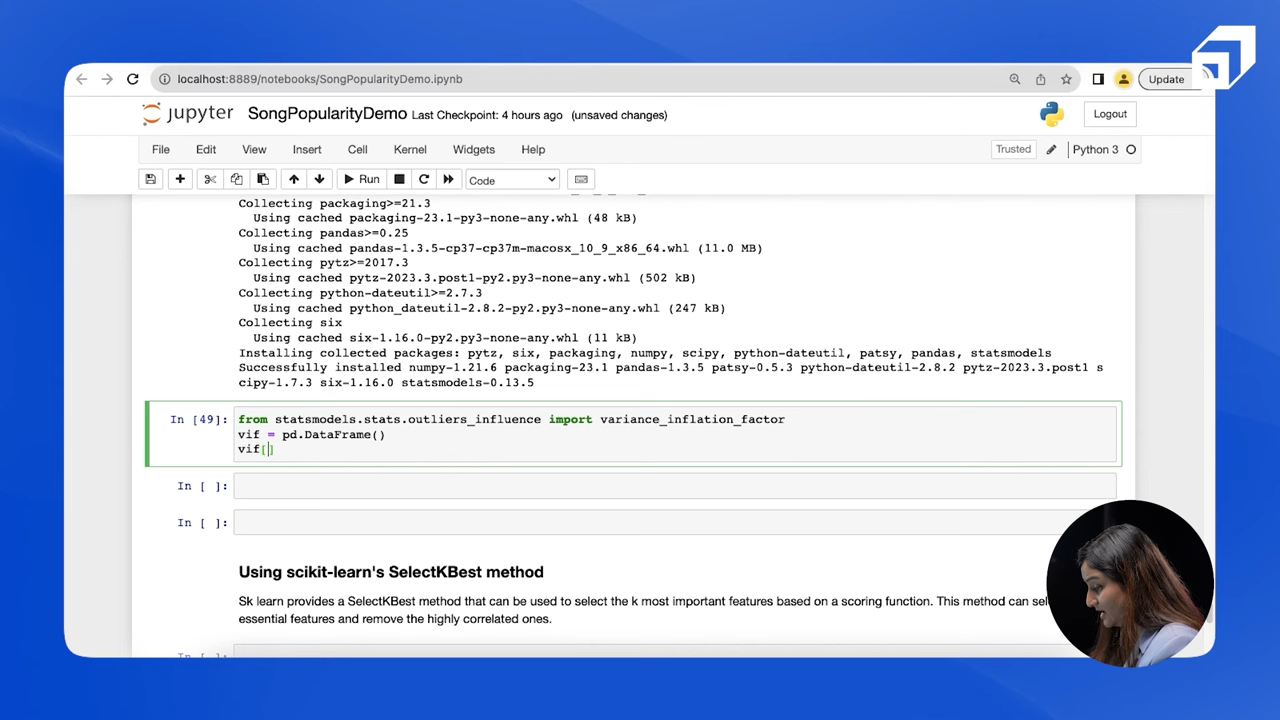 localhost:8889/notebooks/SongPopularityDemo.ipynb
Update
jupyter SongPopularityDemo Last Checkpoint: 4 hours ago (unsaved changes)
Logout
File Edit View Insert Cell Kernel Widgets Help
Trusted Python 3
Run Code
Collecting packaging>=21.3
Using cached packaging-23.1-py3-none-any.whl (48 kB)
Collecting pandas>=0.25
Using cached pandas-1.3.5-cp37-cp37m-macosx_10_9_x86_64.whl (11.0 MB)
Collecting pytz>=2017.3
Using cached pytz-2023.3.post1-py2.py3-none-any.whl (502 kB)
Collecting python-dateutil>=2.7.3
Using cached python_dateutil-2.8.2-py2.py3-none-any.whl (247 kB)
Collecting six
Using cached six-1.16.0-py2.py3-none-any.whl (11 kB)
Installing collected packages: pytz, six, packaging, numpy, scipy, python-dateutil, patsy, pandas, statsmodels
Successfully installed numpy-1.21.6 packaging-23.1 pandas-1.3.5 patsy-0.5.3 python-dateutil-2.8.2 pytz-2023.3.post1 s
cipy-1.7.3 six-1.16.0 statsmodels-0.13.5
In [49]: from statsmodels.stats.outliers_influence import variance_inflation_factor
vif = pd.DataFrame()
vif[]
In [ ]:
In [ ]:
Using scikit-learn's SelectKBest method
Sk learn provides a SelectKBest method that can be used to select the k most important features based on a scoring function. This method can
essential features and remove the highly correlated ones.